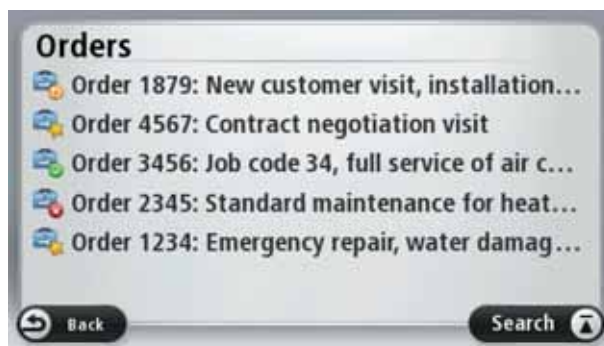 Orders
Order 1879: New customer visit, installation...
Order 4567: Contract negotiation visit
Order 3456: Job code 34, full service of air c...
Order 2345: Standard maintenance for heat...
Order 1234: Emergency repair, water damag...
Back
Search